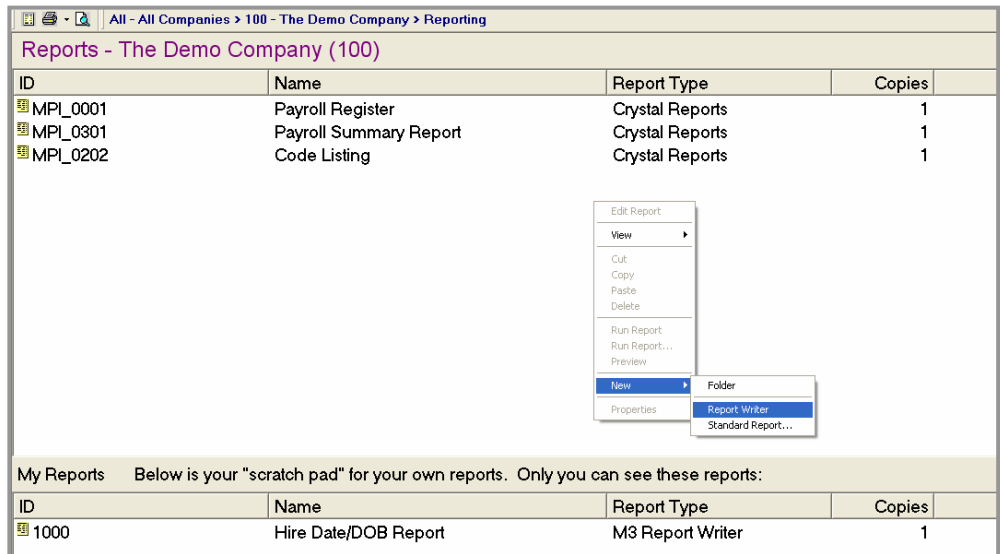 All - All Companies > 100 - The Demo Company > Reporting
Reports - The Demo Company (100)
ID Name Report Type Copies
MPI_0001 Payroll Register Crystal Reports 1
MPI_0301 Payroll Summary Report Crystal Reports 1
MPI_0202 Code Listing Crystal Reports 1
Edit Report
View
Cut
Copy
Paste
Delete
Run Report
Run Report...
Preview
New Folder
Properties Report Writer
Standard Report...
My Reports Below is your "scratch pad" for your own reports. Only you can see these reports:
ID Name Report Type Copies
1000 Hire Date/DOB Report M3 Report Writer 1